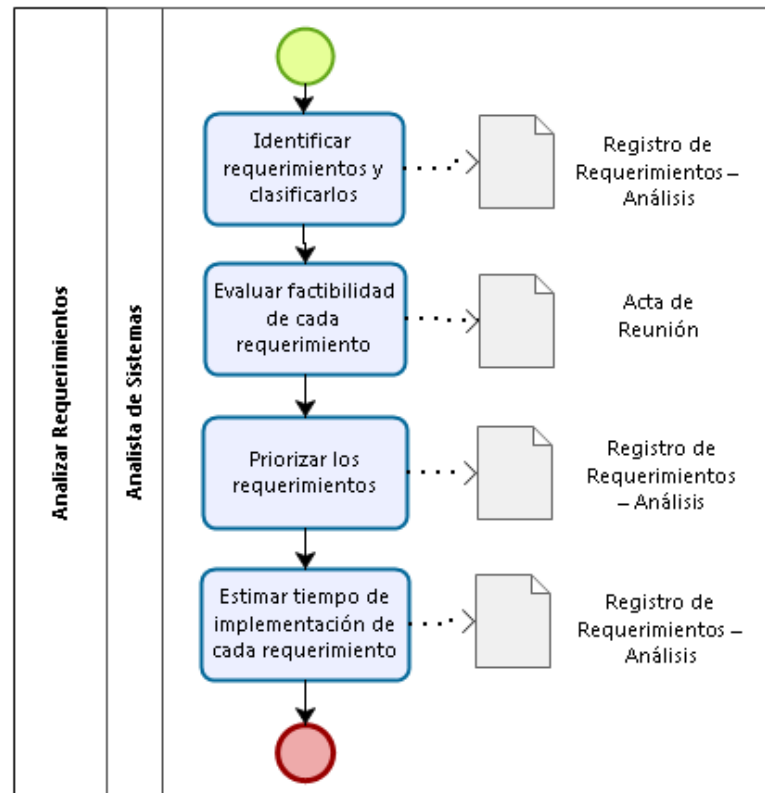 Analizar Requerimientos
Analista de Sistemas
Identificar
requerimientos y
clasificarlos
Registro de
Requerimientos –
Análisis
Evaluar factibilidad
de cada
requerimiento
Acta de
Reunión
Priorizar los
requerimientos
Registro de
Requerimientos
– Análisis
Estimar tiempo de
implementación de
cada requerimiento
Registro de
Requerimientos –
Análisis